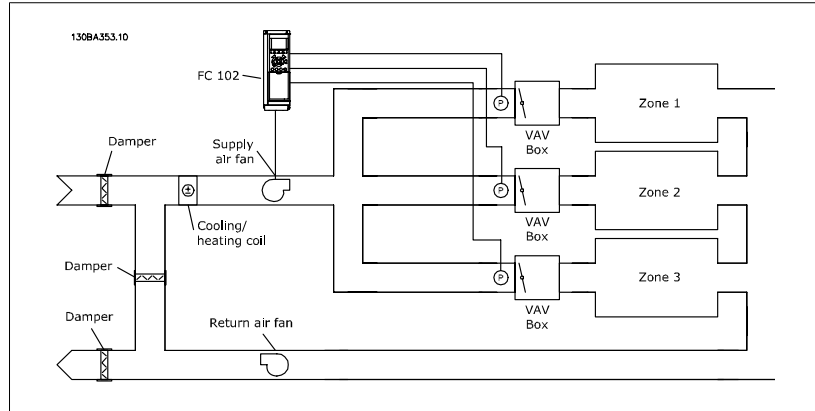 130BA353.10
FC 102
P
Zone 1
VAV
Box
Damper
Supply
air fan
P
Zone 2
VAV
Box
Cooling/
heating coil
Damper
P
Zone 3
VAV
Box
Damper
Return air fan